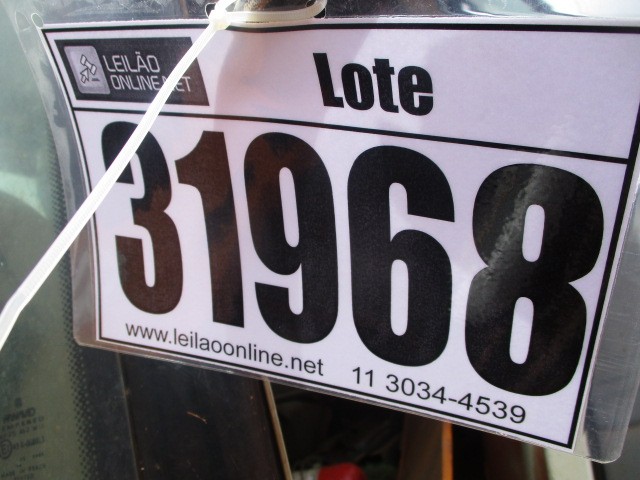 LEILÃO
ONLINE.NET
Lote
31968
www.leilaoonline.net
11 3034-4539